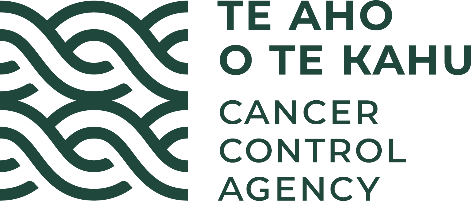 TE AHO
O TE KAHU
CANCER
CONTROL
AGENCY